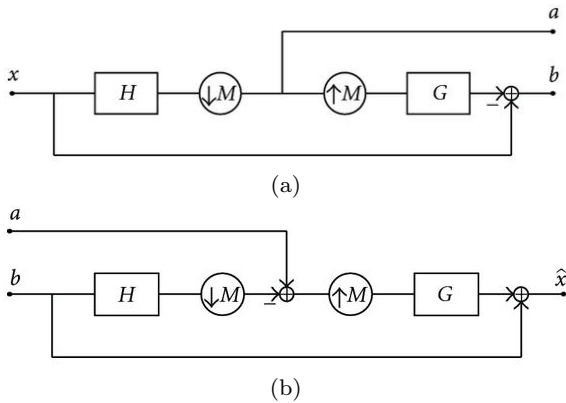 a
x H ↓M ↑M G − b
(a)
a
b H ↓M − ↑M G x̂
(b)